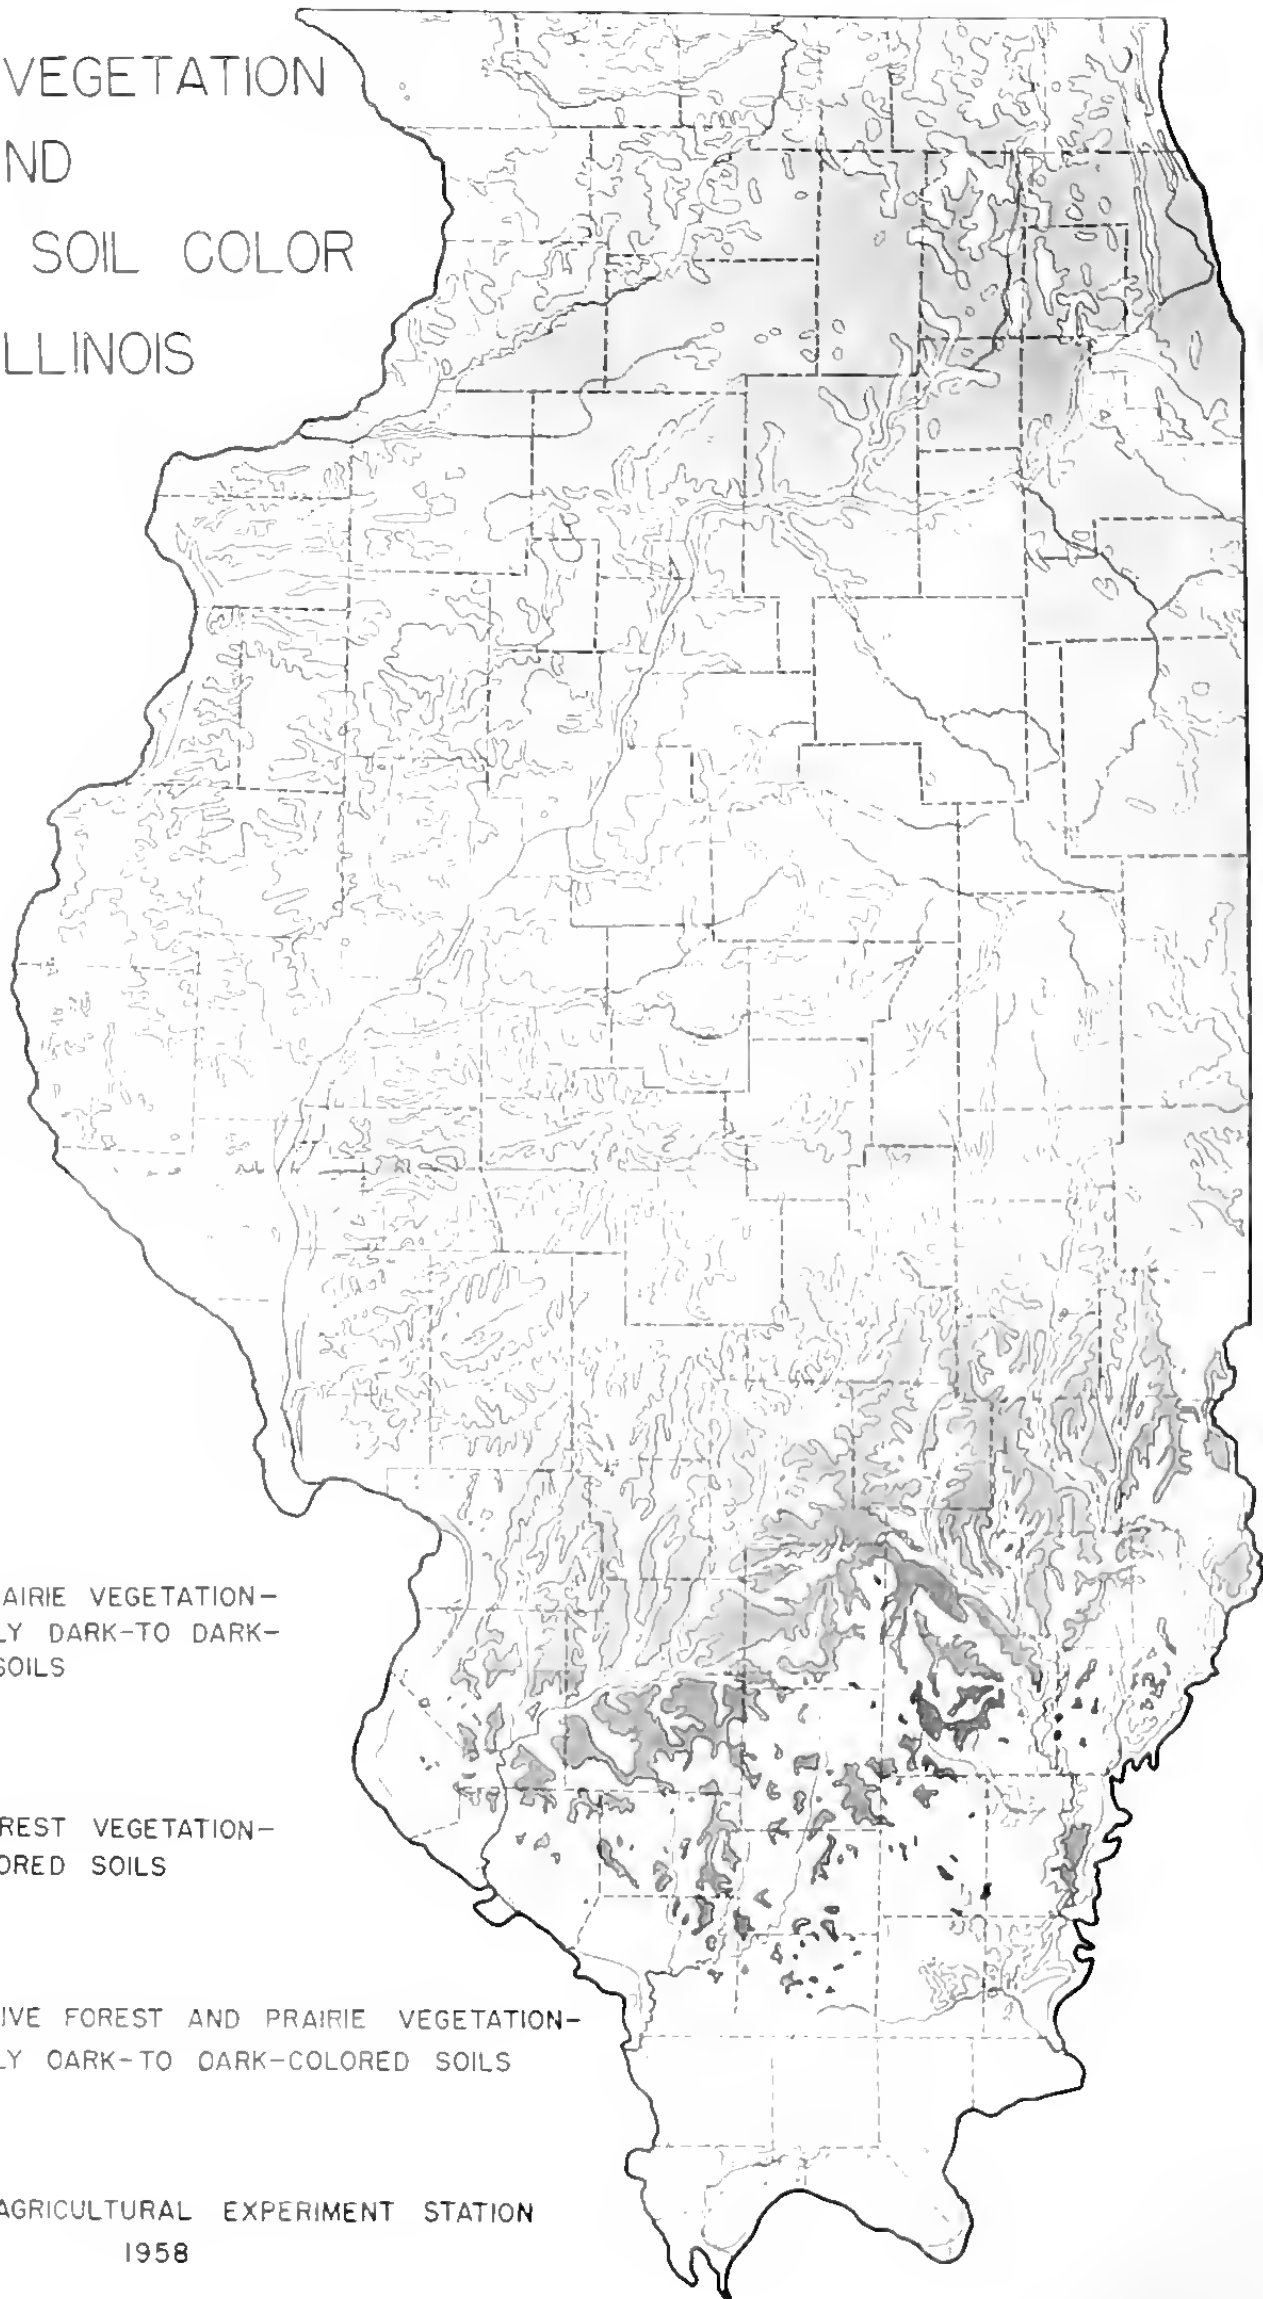 VEGETATION
ND
SOIL COLOR
LLINOIS
AIRIE VEGETATION-
LY DARK-TO DARK-
SOILS
REST VEGETATION-
ORED SOILS
IVE FOREST AND PRAIRIE VEGETATION-
LY OARK-TO OARK-COLORED SOILS
AGRICULTURAL EXPERIMENT STATION
1958